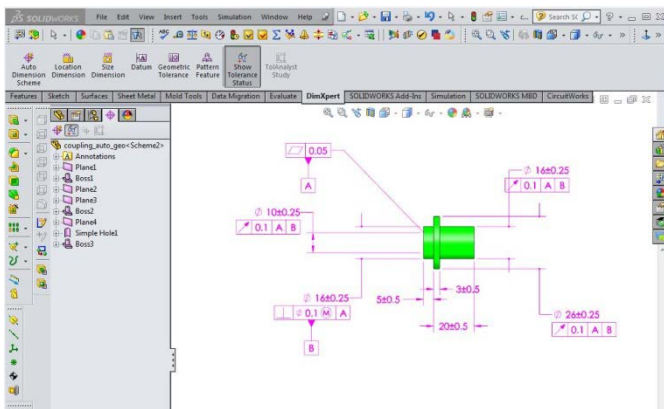 SOLIDWORKS File Edit View Insert Tools Simulation Window Help Search SC
Auto Dimension Scheme
Location Dimension
Size Dimension
Datum
Geometric Tolerance
Pattern Feature
Show Tolerance Status
TolAnalyst Study
Features Sketch Surfaces Sheet Metal Mold Tools Data Migration Evaluate DimXpert SOLIDWORKS Add-Ins Simulation SOLIDWORKS MBD CircuitWorks
coupling_auto_geo<Scheme2>
Annotations
Plane1
Boss1
Plane2
Plane3
Boss2
Plane4
Simple Hole1
Boss3
0.05
A
∅ 16±0.25
0.1 A B
∅ 10±0.25
0.1 A B
3±0.5
∅ 16±0.25
5±0.5
∅ 0.1 Ⓜ A
∅ 26±0.25
20±0.5
0.1 A B
B